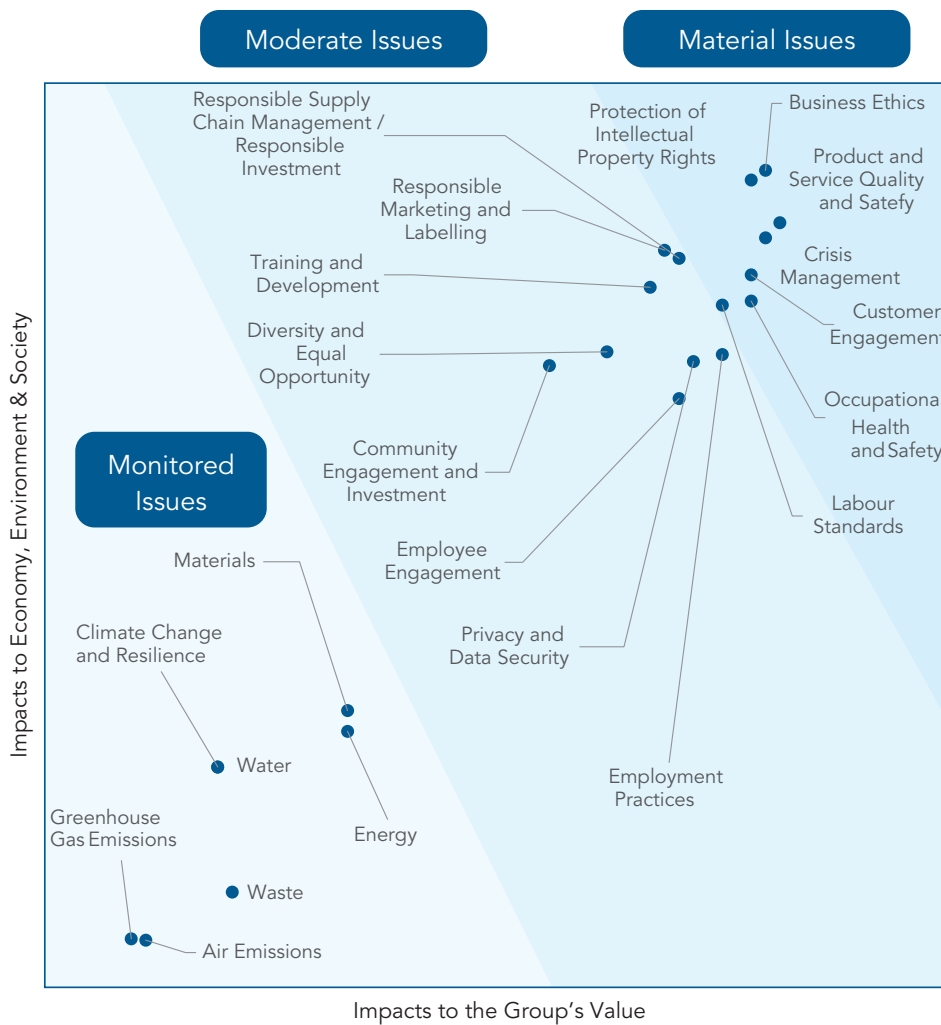 Moderate Issues
Material Issues
Responsible Supply
Chain Management /
Responsible
Investment
Protection of
Intellectual
Property Rights
Business Ethics
Product and
Service Quality
and Satefy
Responsible
Marketing and
Labelling
Training and
Development
Crisis
Management
Customer
Engagement
Diversity and
Equal
Opportunity
Occupational
Health
and Safety
Community
Engagement and
Investment
Monitored
Issues
Labour
Standards
Employee
Engagement
Materials
Privacy and
Data Security
Climate Change
and Resilience
Water
Employment
Practices
Energy
Greenhouse
Gas Emissions
Waste
Air Emissions
Impacts to Economy, Environment & Society
Impacts to the Group's Value